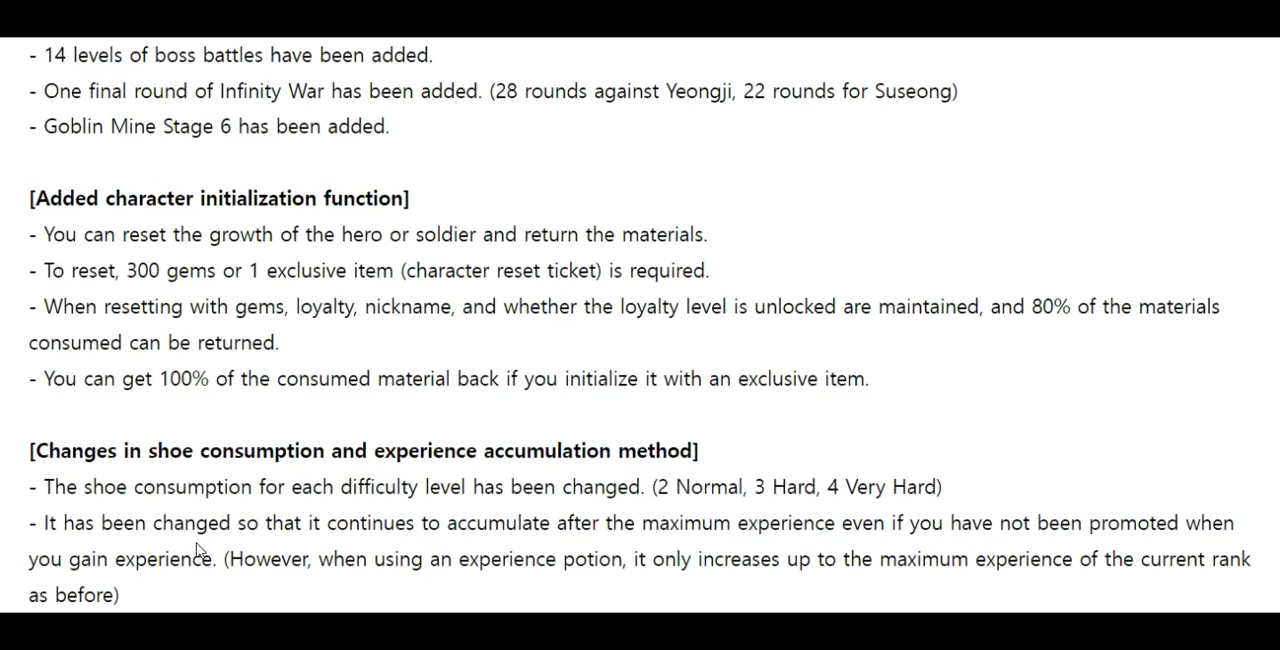 - 14 levels of boss battles have been added.
- One final round of Infinity War has been added. (28 rounds against Yeongji, 22 rounds for Suseong)
- Goblin Mine Stage 6 has been added.
[Added character initialization function]
- You can reset the growth of the hero or soldier and return the materials.
- To reset, 300 gems or 1 exclusive item (character reset ticket) is required.
- When resetting with gems, loyalty, nickname, and whether the loyalty level is unlocked are maintained, and 80% of the materials
consumed can be returned.
- You can get 100% of the consumed material back if you initialize it with an exclusive item.
[Changes in shoe consumption and experience accumulation method]
- The shoe consumption for each difficulty level has been changed. (2 Normal, 3 Hard, 4 Very Hard)
- It has been changed so that it continues to accumulate after the maximum experience even if you have not been promoted when
you gain experience. (However, when using an experience potion, it only increases up to the maximum experience of the current rank
as before)